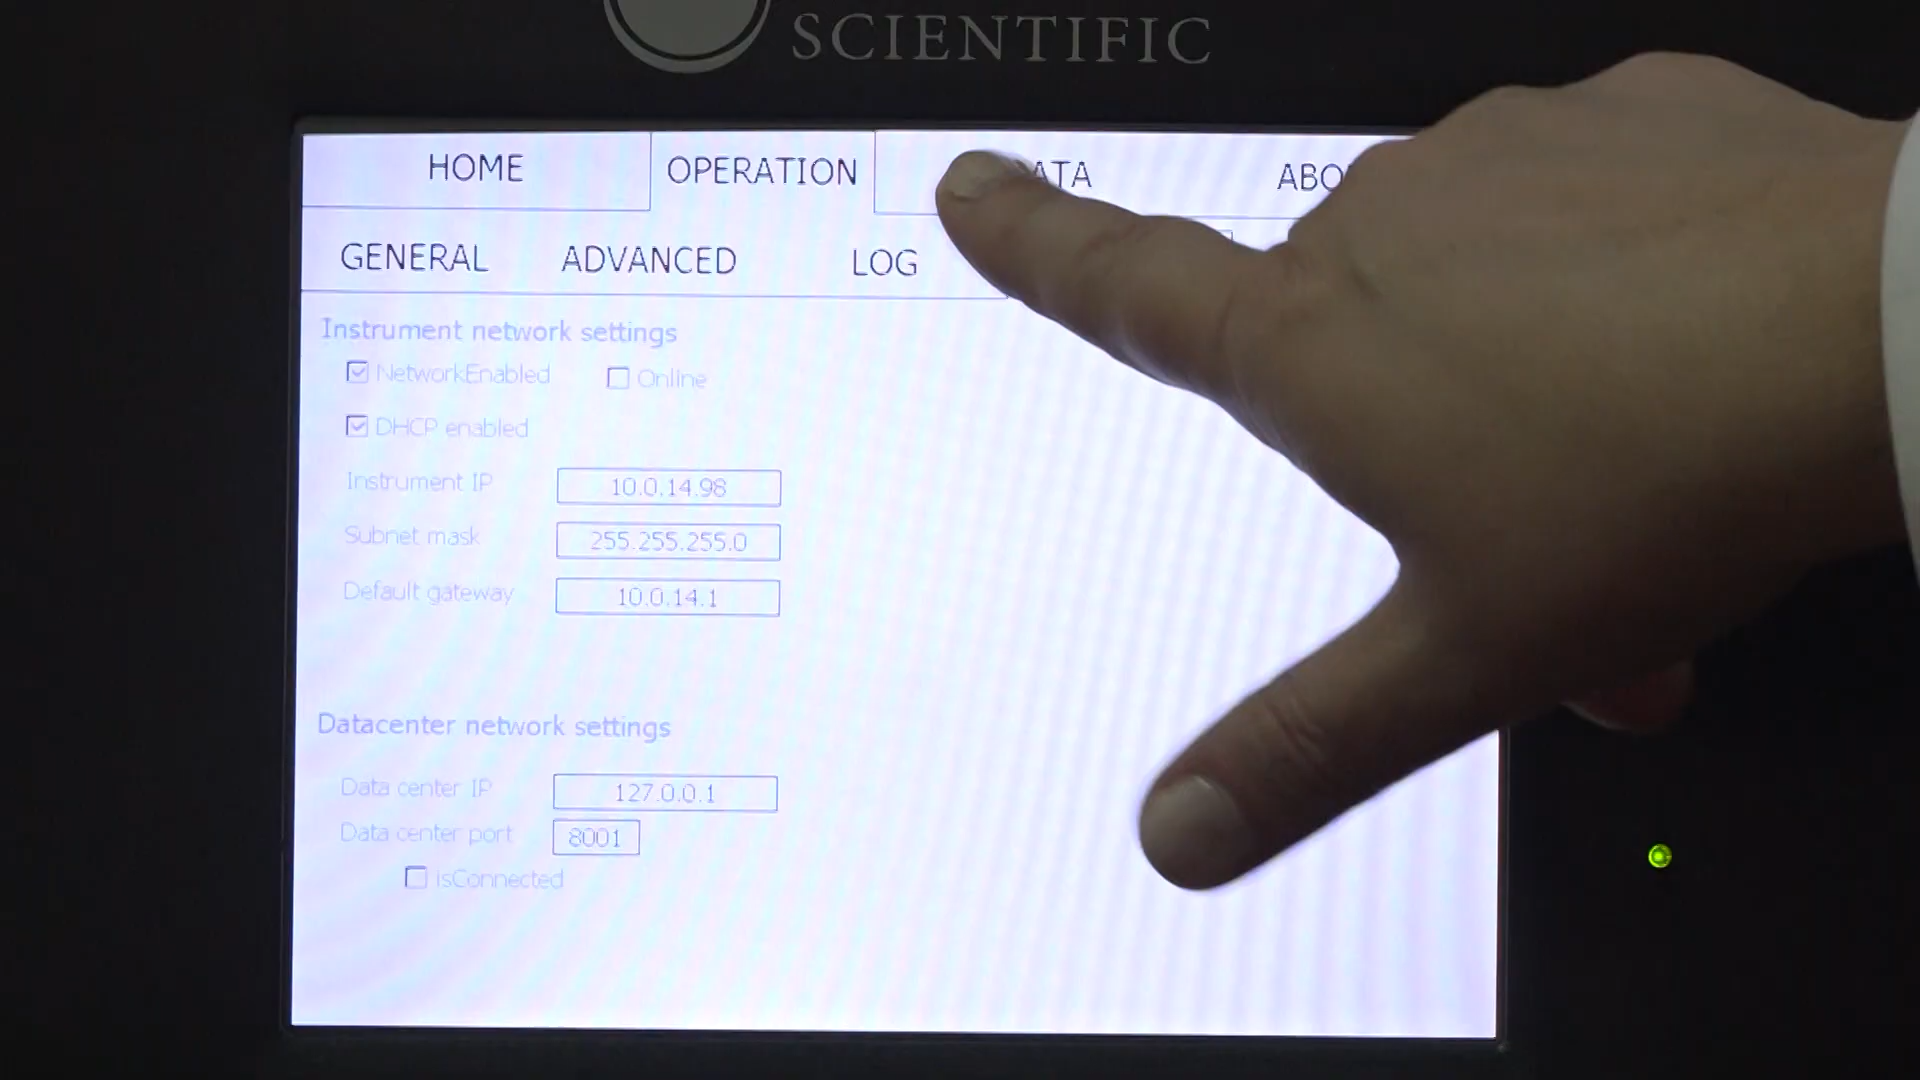 SCIENTIFIC
HOME OPERATION
GENERAL ADVANCED LOG
Instrument network settings
NetworkEnabled Online
DHCP enabled
Instrument IP 10.0.14.98
Subnet mask 255.255.255.0
Default gateway 10.0.14.1
Datacenter network settings
Data center IP 127.0.0.1
Data center port 8001
isConnected